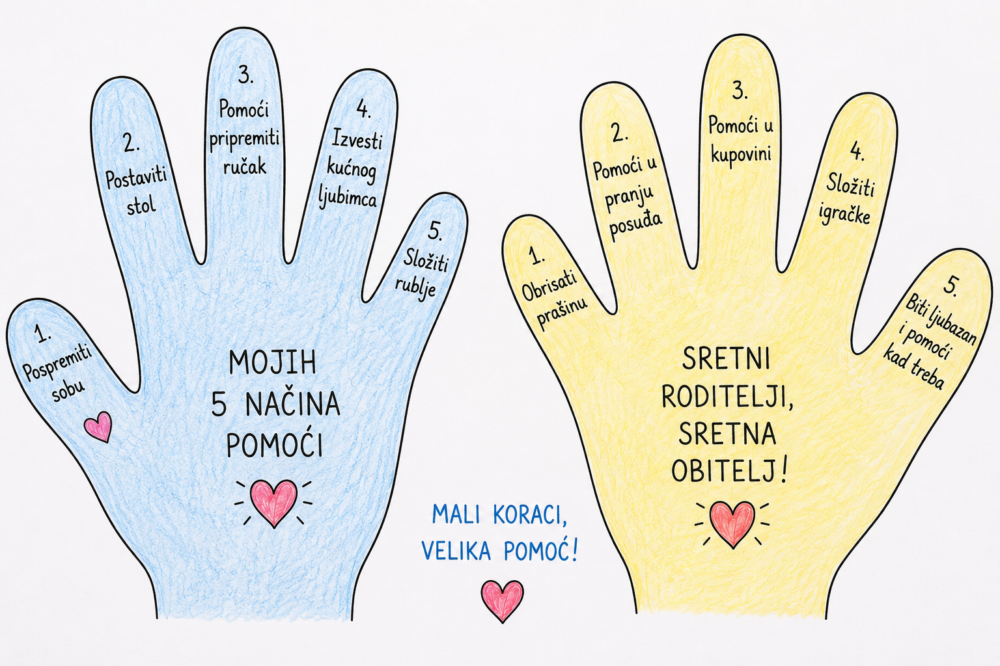 1.
Pospremiti
sobu
2.
Postaviti
stol
3.
Pomoći
pripremiti
ručak
4.
Izvesti
kućnog
ljubimca
5.
Složiti
rublje
MOJIH
5 NAČINA
POMOĆI
1.
Obrisati
prašinu
2.
Pomoći u
pranju
posuđa
3.
Pomoći u
kupovini
4.
Složiti
igračke
5.
Biti ljubazan
i pomoći
kad treba
SRETNI
RODITELJI,
SRETNA
OBITELJ!
MALI KORACI,
VELIKA POMOĆ!